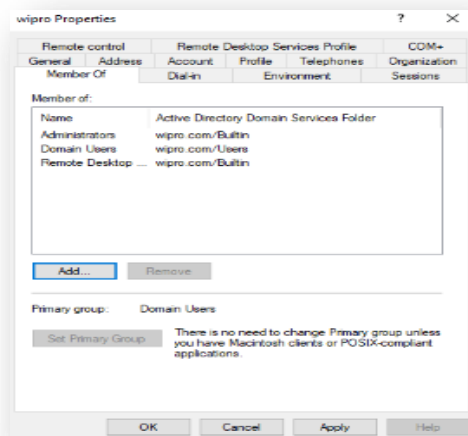 wipro Properties ? ×
Remote control Remote Desktop Services Profile COM+
General Address Account Profile Telephones Organization
Member Of Dial-in Environment Sessions
Member of:
Name Active Directory Domain Services Folder
Administrators wipro.com/Builtin
Domain Users wipro.com/Users
Remote Desktop ... wipro.com/Builtin
Add... Remove
Primary group: Domain Users
Set Primary Group
There is no need to change Primary group unless
you have Macintosh clients or POSIX-compliant
applications.
OK Cancel Apply Help